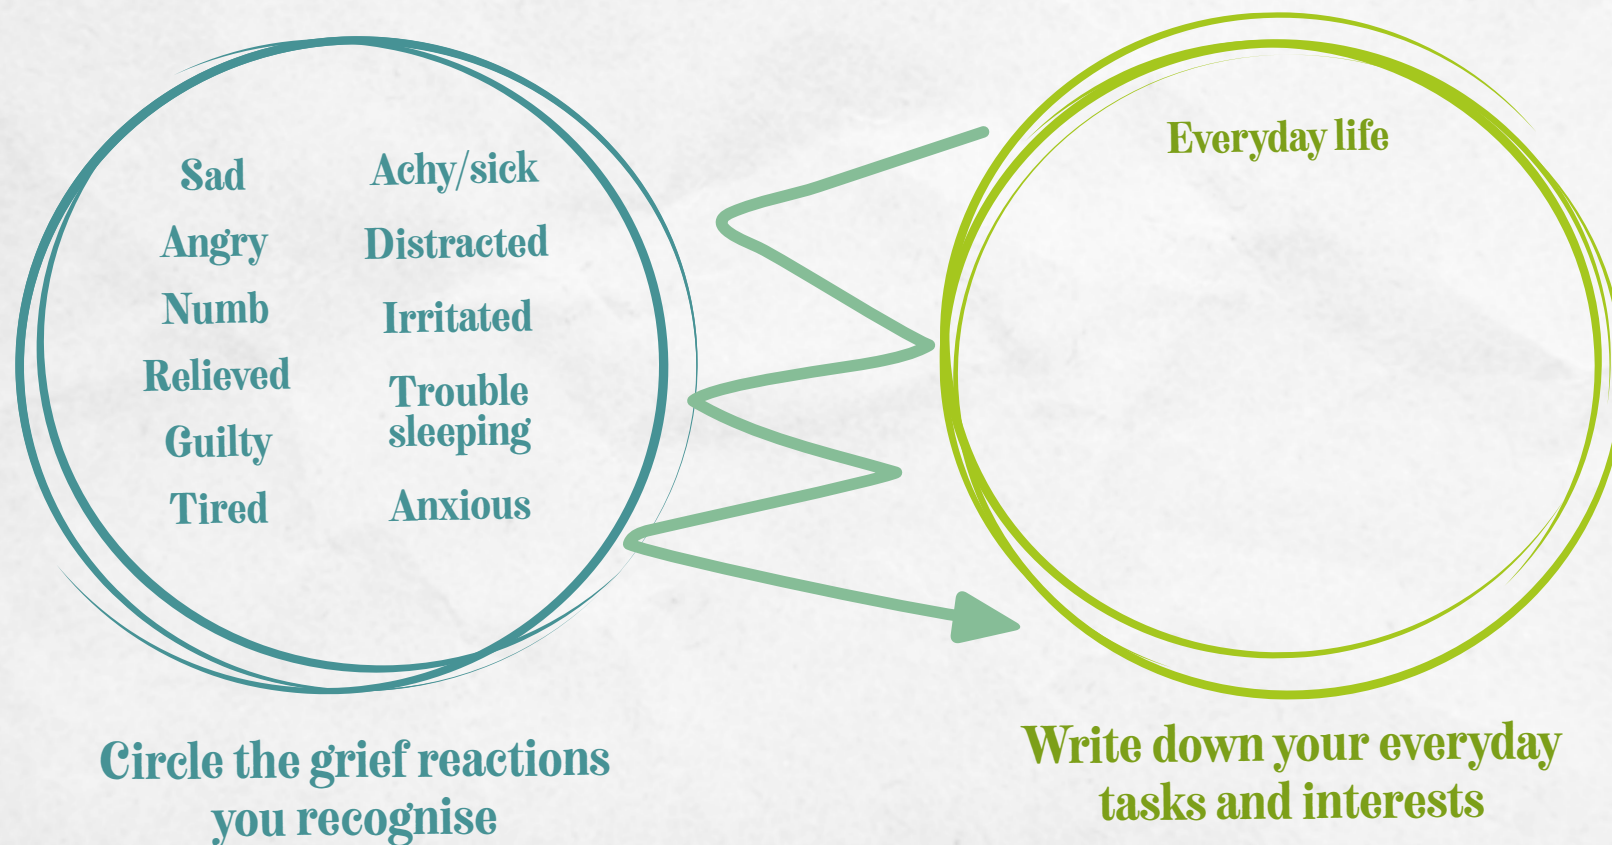 Sad
Angry
Numb
Relieved
Guilty
Tired
Achy/sick
Distracted
Irritated
Trouble
sleeping
Anxious
Circle the grief reactions
you recognise
Everyday life
Write down your everyday
tasks and interests